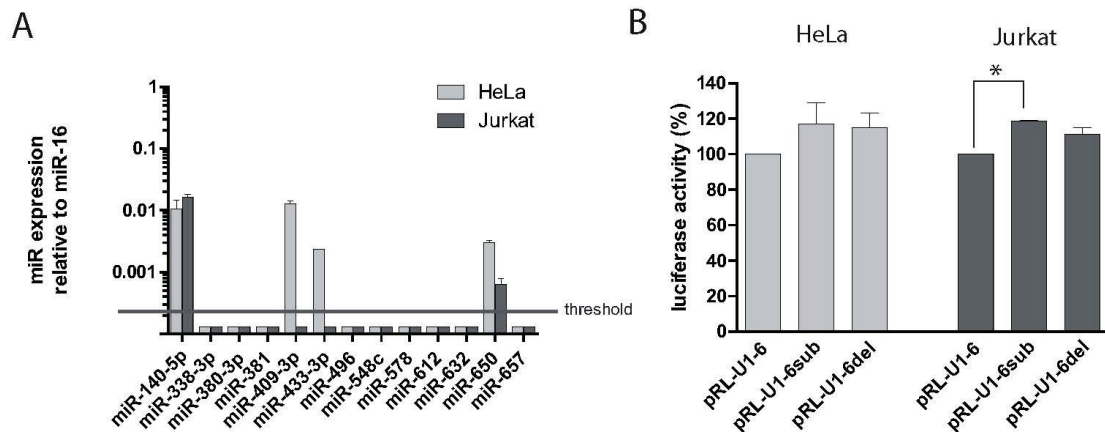 A
miR expression
relative to miR-16
1
0.1
0.01
0.001
HeLa
Jurkat
threshold
miR-140-5p
miR-338-3p
miR-380-3p
miR-381
miR-409-3p
miR-433-3p
miR-496
miR-548c
miR-578
miR-612
miR-632
miR-650
miR-657
B
HeLa
Jurkat
luciferase activity (%)
140
120
100
80
60
40
20
0
*
pRL-U1-6
pRL-U1-6sub
pRL-U1-6del
pRL-U1-6
pRL-U1-6sub
pRL-U1-6del